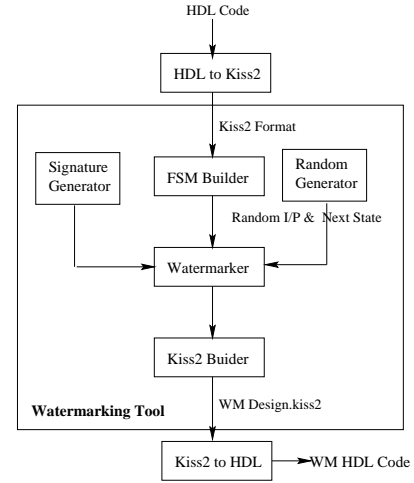 HDL Code
HDL to Kiss2
Kiss2 Format
Signature
Generator
FSM Builder
Random
Generator
Random I/P & Next State
Watermarker
Kiss2 Buider
WM Design.kiss2
Watermarking Tool
Kiss2 to HDL
WM HDL Code